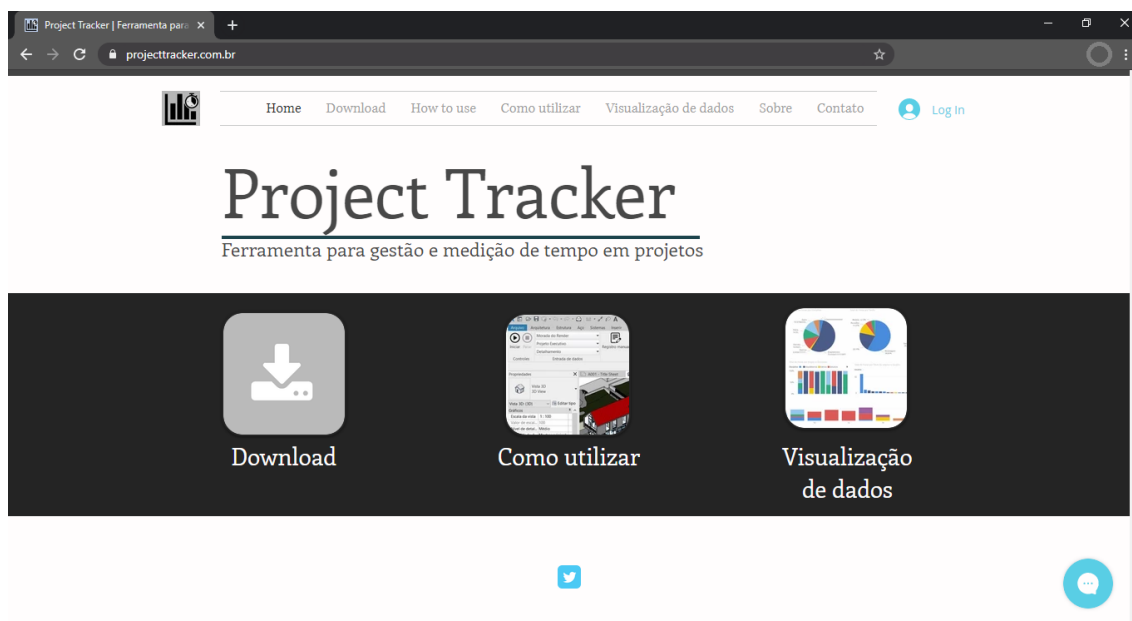 Project Tracker | Ferramenta para
projecttracker.com.br
Home Download How to use Como utilizar Visualização de dados Sobre Contato Log In
Project Tracker
Ferramenta para gestão e medição de tempo em projetos
Download
Como utilizar
Visualização
de dados